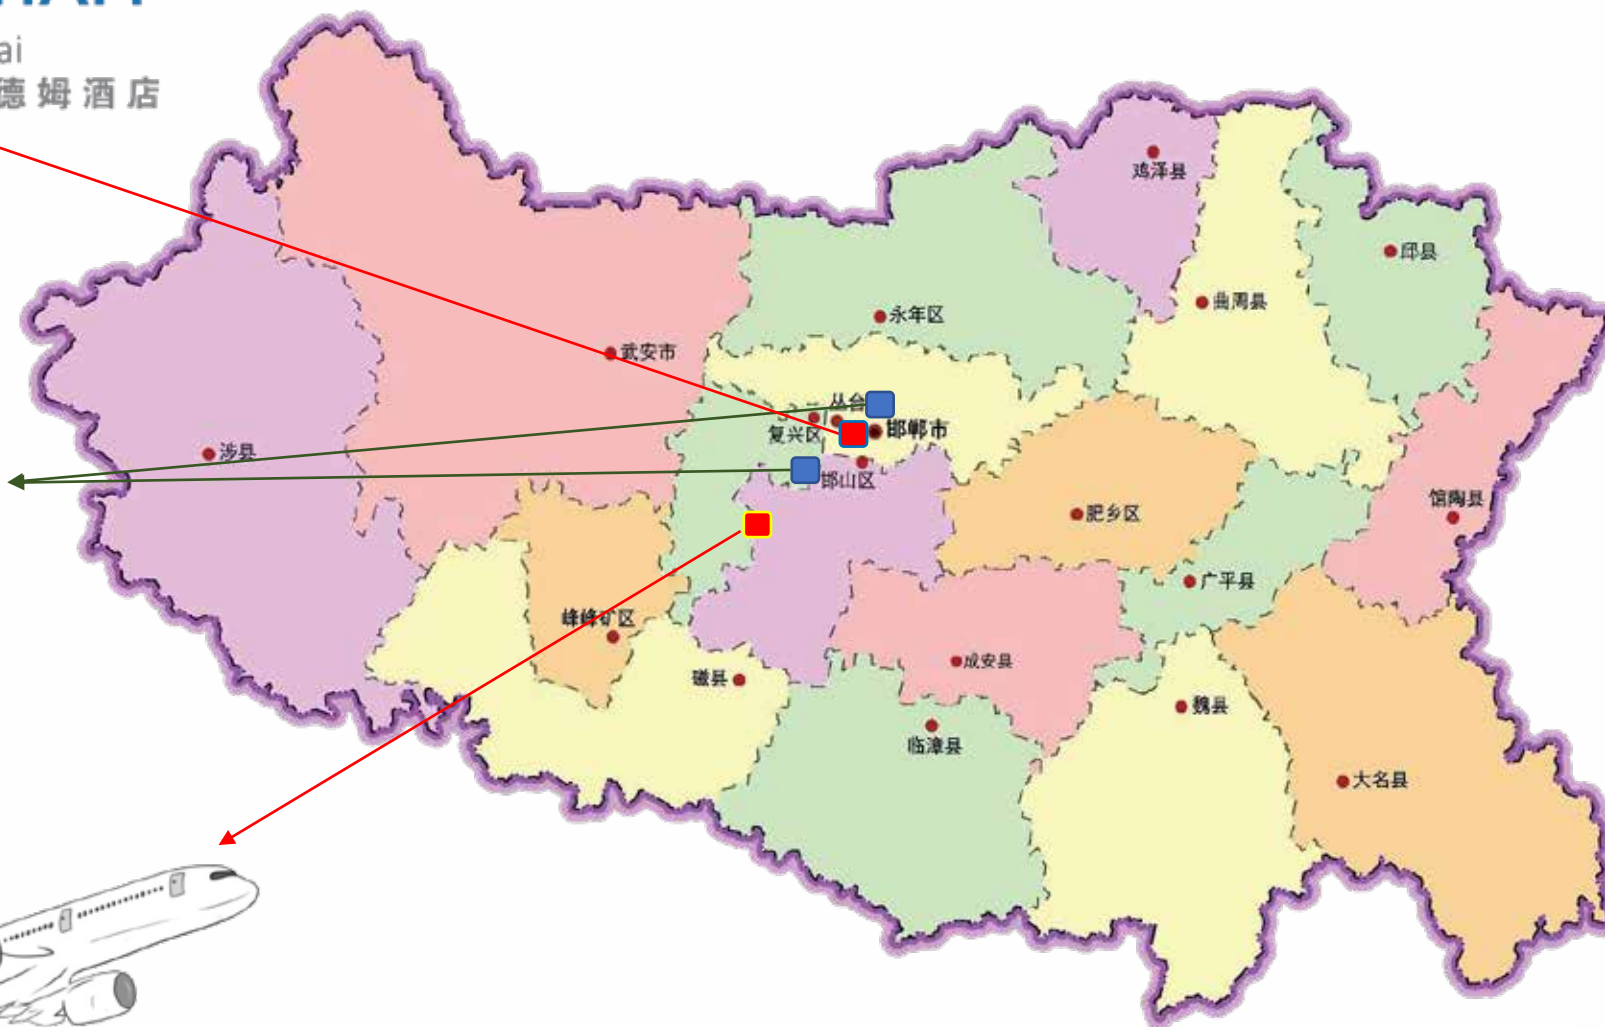 ai
德姆酒店
鸡泽县
邱县
曲周县
永年区
武安市
丛台
复兴区
邯郸市
涉县
邯山区
馆陶县
肥乡区
广平县
峰峰矿区
成安县
磁县
魏县
临漳县
大名县